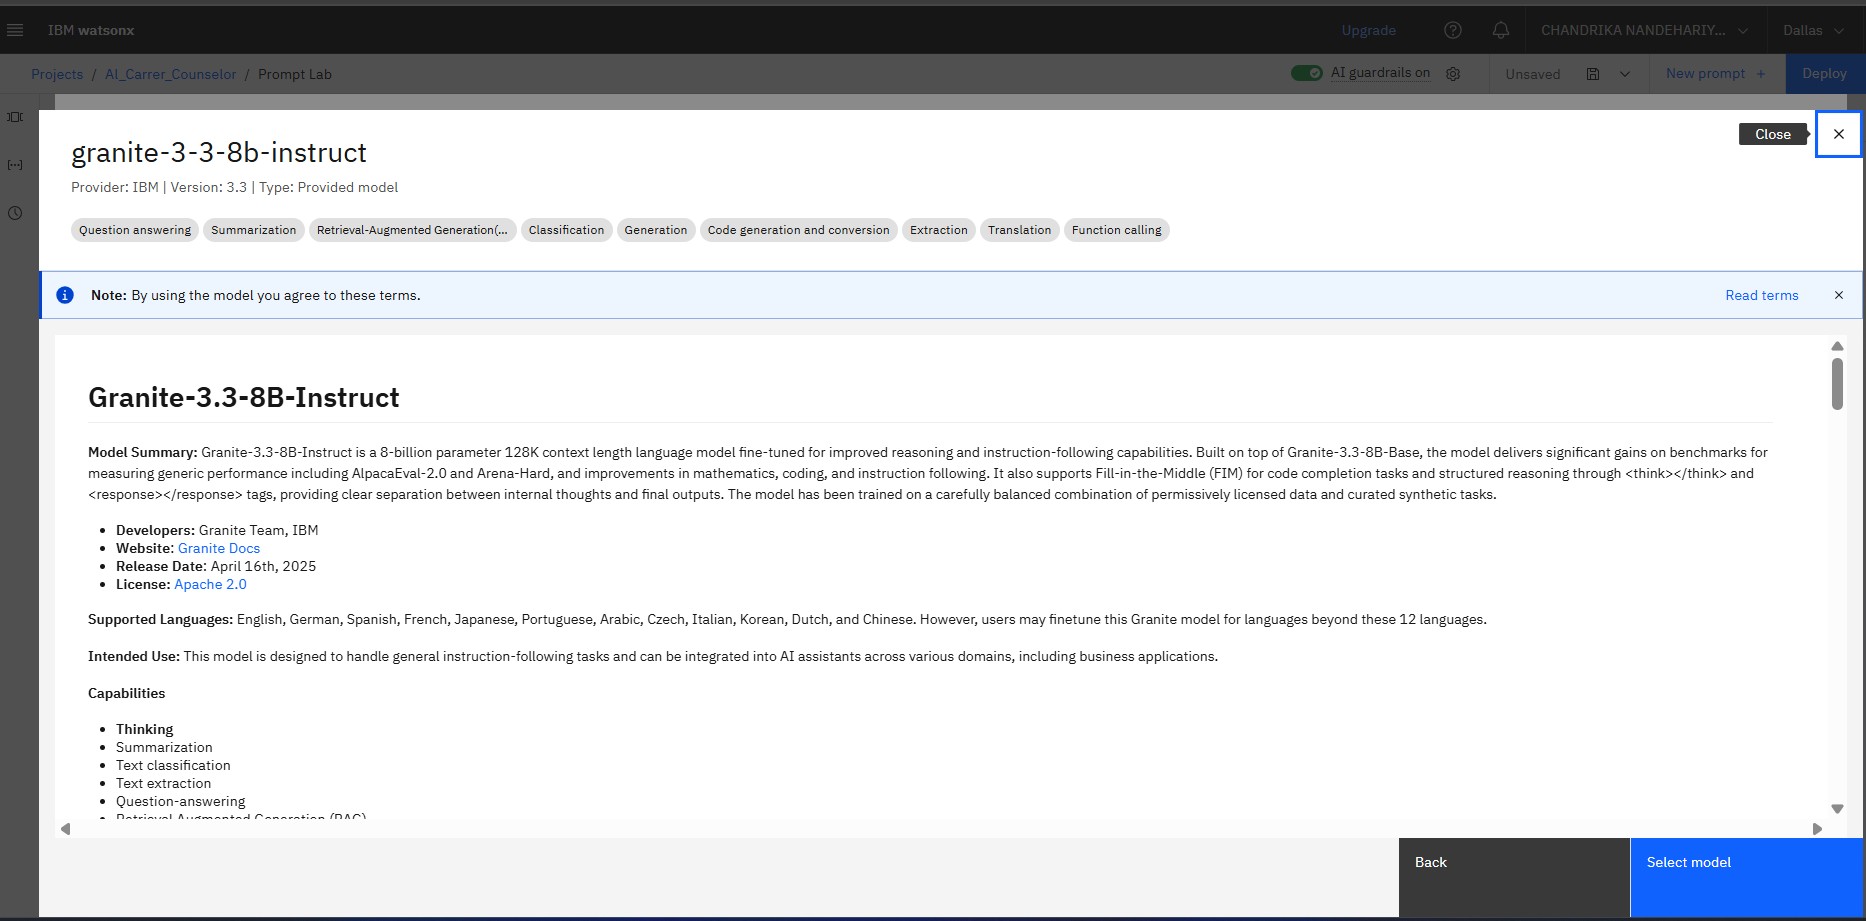 IBM watsonx
Upgrade
CHANDRIKA NANDEHARIY...
Dallas
Projects / AI_Carrer_Counselor / Prompt Lab
AI guardrails on
Unsaved
New prompt +
Deploy
granite-3-3-8b-instruct
Close
Provider: IBM | Version: 3.3 | Type: Provided model
Question answering
Summarization
Retrieval-Augmented Generation(...
Classification
Generation
Code generation and conversion
Extraction
Translation
Function calling
Note: By using the model you agree to these terms.
Read terms
Granite-3.3-8B-Instruct
Model Summary: Granite-3.3-8B-Instruct is a 8-billion parameter 128K context length language model fine-tuned for improved reasoning and instruction-following capabilities. Built on top of Granite-3.3-8B-Base, the model delivers significant gains on benchmarks for
measuring generic performance including AlpacaEval-2.0 and Arena-Hard, and improvements in mathematics, coding, and instruction following. It also supports Fill-in-the-Middle (FIM) for code completion tasks and structured reasoning through <think></think> and
<response></response> tags, providing clear separation between internal thoughts and final outputs. The model has been trained on a carefully balanced combination of permissively licensed data and curated synthetic tasks.
• Developers: Granite Team, IBM
• Website: Granite Docs
• Release Date: April 16th, 2025
• License: Apache 2.0
Supported Languages: English, German, Spanish, French, Japanese, Portuguese, Arabic, Czech, Italian, Korean, Dutch, and Chinese. However, users may finetune this Granite model for languages beyond these 12 languages.
Intended Use: This model is designed to handle general instruction-following tasks and can be integrated into AI assistants across various domains, including business applications.
Capabilities
• Thinking
• Summarization
• Text classification
• Text extraction
• Question-answering
• Retrieval Augmented Generation (RAG)
Back
Select model